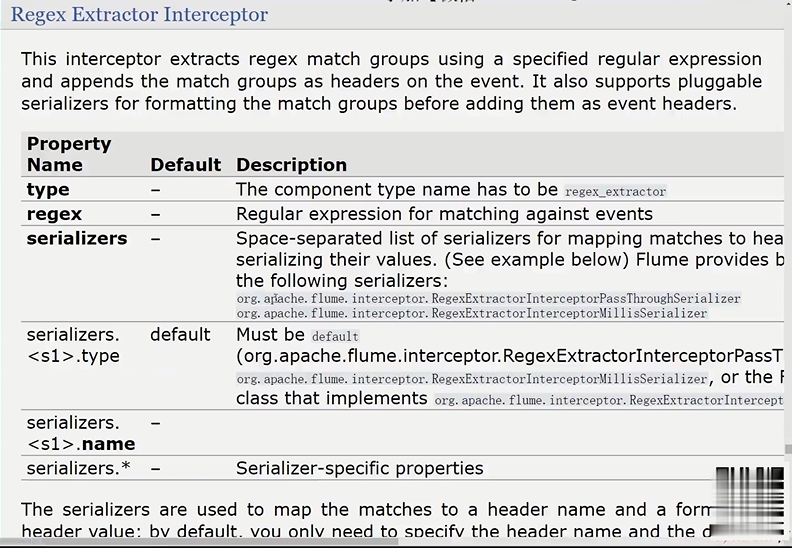 Regex Extractor Interceptor
This interceptor extracts regex match groups using a specified regular expression
and appends the match groups as headers on the event. It also supports pluggable
serializers for formatting the match groups before adding them as event headers.
Property
Name Default Description
type – The component type name has to be regex_extractor
regex – Regular expression for matching against events
serializers – Space-separated list of serializers for mapping matches to hea
serializing their values. (See example below) Flume provides b
the following serializers:
org.apache.flume.interceptor.RegexExtractorInterceptorPassThroughSerializer
org.apache.flume.interceptor.RegexExtractorInterceptorMillisSerializer
serializers. default Must be default
<s1>.type (org.apache.flume.interceptor.RegexExtractorInterceptorPassT
org.apache.flume.interceptor.RegexExtractorInterceptorMillisSerializer, or the F
class that implements org.apache.flume.interceptor.RegexExtractorIntercept
serializers. –
<s1>.name
serializers.* – Serializer-specific properties
The serializers are used to map the matches to a header name and a form
header value; by default, you only need to specify the header name and the d